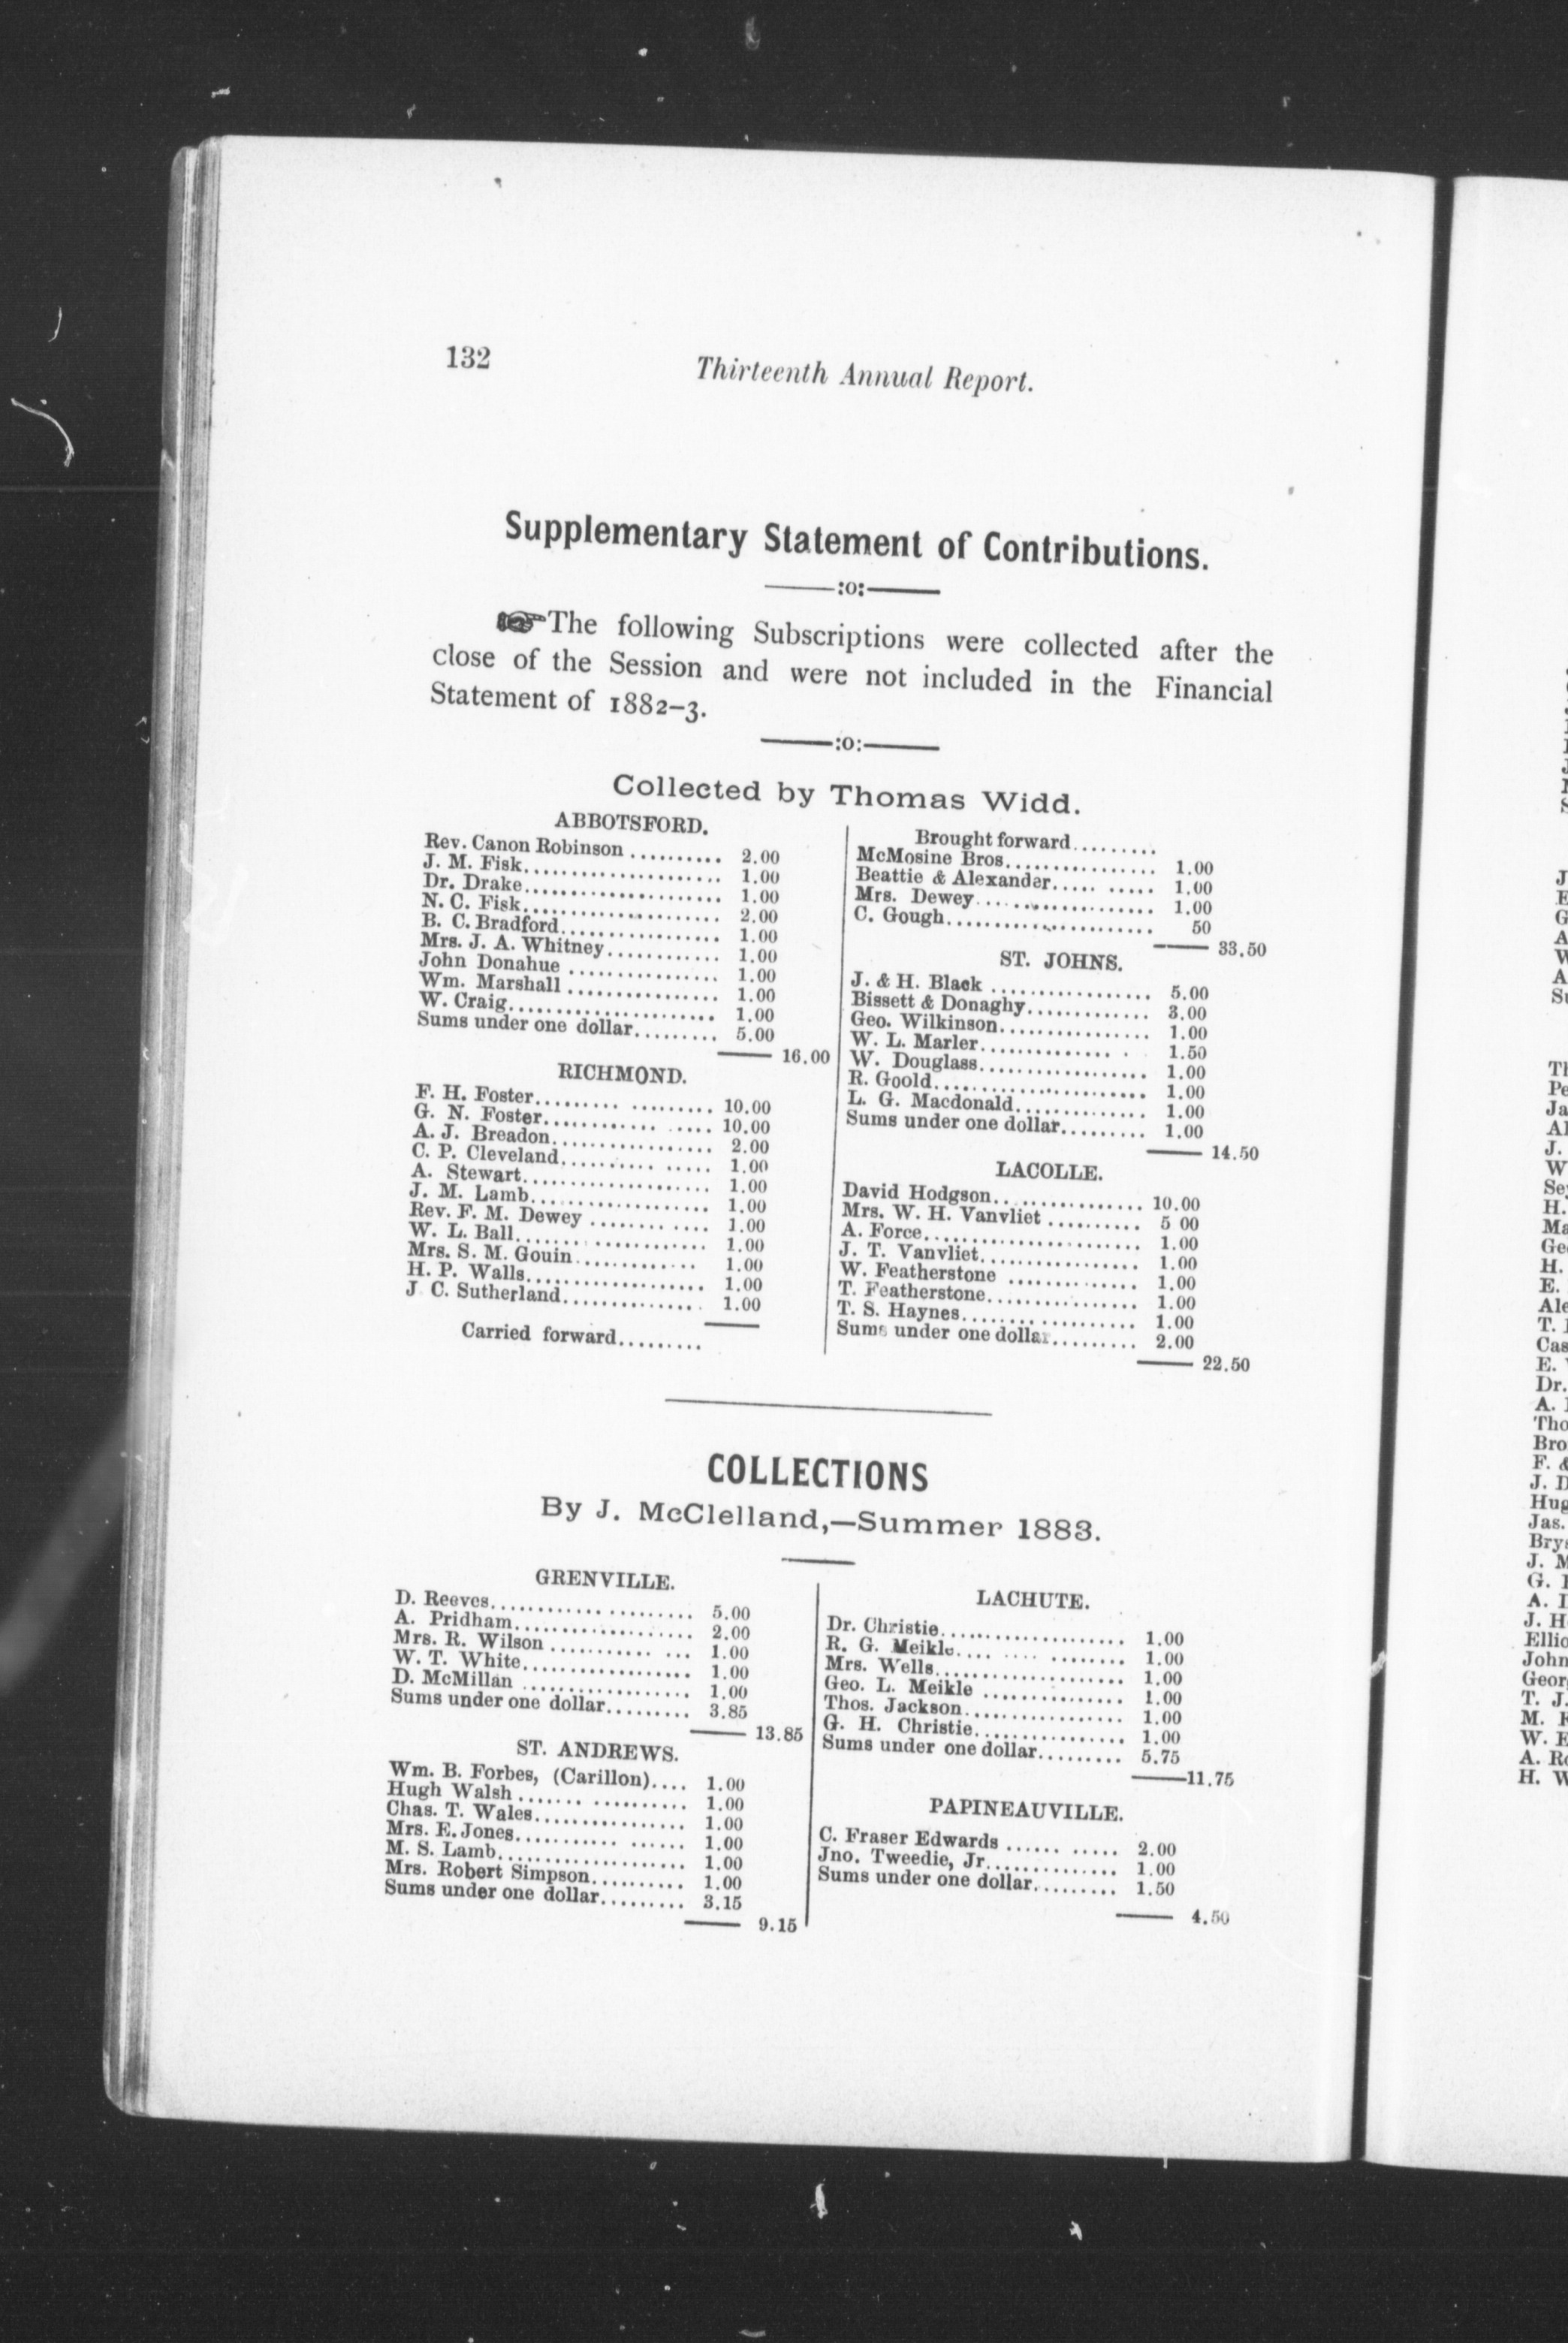 132
Thirteenth Annual Report.
Supplementary Statement of Contributions.
:o:
The following Subscriptions were collected after the
close of the Session and were not included in the Financial
Statement of 1882–3.
:o:
Collected by Thomas Widd.
ABBOTSFORD.
Rev. Canon Robinson .......... 2.00
J. M. Fisk..................... 1.00
Dr. Drake..................... 1.00
N. C. Fisk..................... 2.00
B. C. Bradford................. 1.00
Mrs. J. A. Whitney............ 1.00
John Donahue ................ 1.00
Wm. Marshall ................ 1.00
W. Craig...................... 1.00
Sums under one dollar......... 5.00
16.00
RICHMOND.
F. H. Foster......... ......... 10.00
G. N. Foster............ ..... 10.00
A. J. Breadon................. 2.00
C. P. Cleveland.......... ..... 1.00
A. Stewart.................... 1.00
J. M. Lamb................... 1.00
Rev. F. M. Dewey ........ .... 1.00
W. L. Ball.................... 1.00
Mrs. S. M. Gouin............. 1.00
H. P. Walls................... 1.00
J C. Sutherland............... 1.00
Carried forward.........
Brought forward.........
McMosine Bros................ 1.00
Beattie & Alexander..... ..... 1.00
Mrs. Dewey................... 1.00
C. Gough...................... 50
33.50
ST. JOHNS.
J. & H. Black ................. 5.00
Bissett & Donaghy............. 3.00
Geo. Wilkinson................ 1.00
W. L. Marler.............. . . 1.50
W. Douglass.................. 1.00
R. Goold....................... 1.00
L. G. Macdonald.............. 1.00
Sums under one dollar......... 1.00
14.50
LACOLLE.
David Hodgson................ 10.00
Mrs. W. H. Vanvliet .......... 5 00
A. Force....................... 1.00
J. T. Vanvliet................. 1.00
W. Featherstone ............. 1.00
T. Featherstone................ 1.00
T. S. Haynes.................. 1.00
Sums under one dollar......... 2.00
22.50
COLLECTIONS
By J. McClelland,—Summer 1883.
GRENVILLE.
D. Reeves..................... 5.00
A. Pridham................... 2.00
Mrs. R. Wilson ........... ... 1.00
W. T. White.................. 1.00
D. McMillan .................. 1.00
Sums under one dollar......... 3.85
13.85
ST. ANDREWS.
Wm. B. Forbes, (Carillon).... 1.00
Hugh Walsh ....... .......... 1.00
Chas. T. Wales................ 1.00
Mrs. E. Jones........... ...... 1.00
M. S. Lamb.................... 1.00
Mrs. Robert Simpson.......... 1.00
Sums under one dollar......... 3.15
9.15
LACHUTE.
Dr. Christie.................... 1.00
R. G. Meikle.... .... ........ 1.00
Mrs. Wells.................... 1.00
Geo. L. Meikle ............... 1.00
Thos. Jackson................. 1.00
G. H. Christie................ 1.00
Sums under one dollar......... 5.75
11.75
PAPINEAUVILLE.
C. Fraser Edwards ...... ..... 2.00
Jno. Tweedie, Jr.............. 1.00
Sums under one dollar......... 1.50
4.50